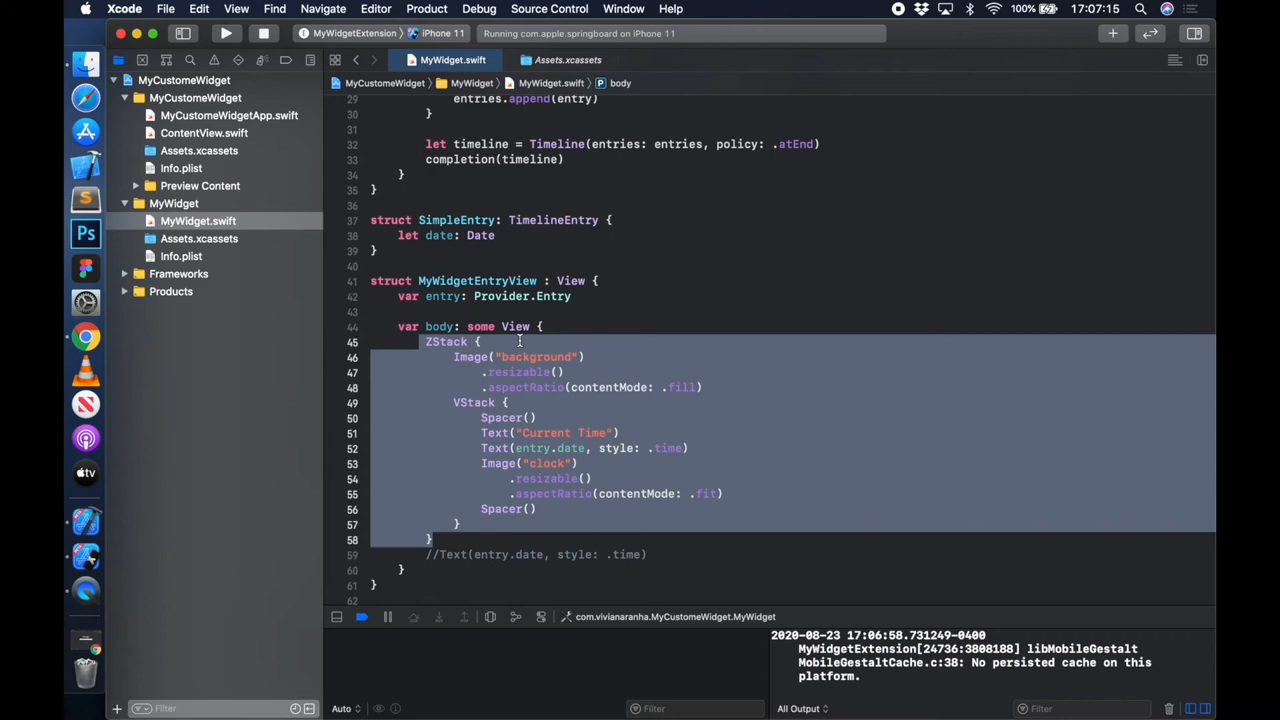 Xcode File Edit View Find Navigate Editor Product Debug Source Control Window Help 100% 17:07:15
MyWidgetExtension iPhone 11 Running com.apple.springboard on iPhone 11
MyWidget.swift Assets.xcassets
MyCustomeWidget MyWidget MyWidget.swift P body
MyCustomeWidget
MyCustomeWidget
MyCustomeWidgetApp.swift
ContentView.swift
Assets.xcassets
Info.plist
Preview Content
MyWidget
MyWidget.swift
Assets.xcassets
Info.plist
Frameworks
Products
29 entries.append(entry)
30 }
31
32 let timeline = Timeline(entries: entries, policy: .atEnd)
33 completion(timeline)
34 }
35 }
36
37 struct SimpleEntry: TimelineEntry {
38 let date: Date
39 }
40
41 struct MyWidgetEntryView : View {
42 var entry: Provider.Entry
43
44 var body: some View {
45 ZStack {
46 Image("background")
47 .resizable()
48 .aspectRatio(contentMode: .fill)
49 VStack {
50 Spacer()
51 Text("Current Time")
52 Text(entry.date, style: .time)
53 Image("clock")
54 .resizable()
55 .aspectRatio(contentMode: .fit)
56 Spacer()
57 }
58 }
59 //Text(entry.date, style: .time)
60 }
61 }
62
com.vivianaranha.MyCustomeWidget.MyWidget
2020-08-23 17:06:58.731249-0400
MyWidgetExtension[24736:3808188] libMobileGestalt
MobileGestaltCache.c:38: No persisted cache on this
platform.
Filter Auto Filter All Output Filter
Ps
tv